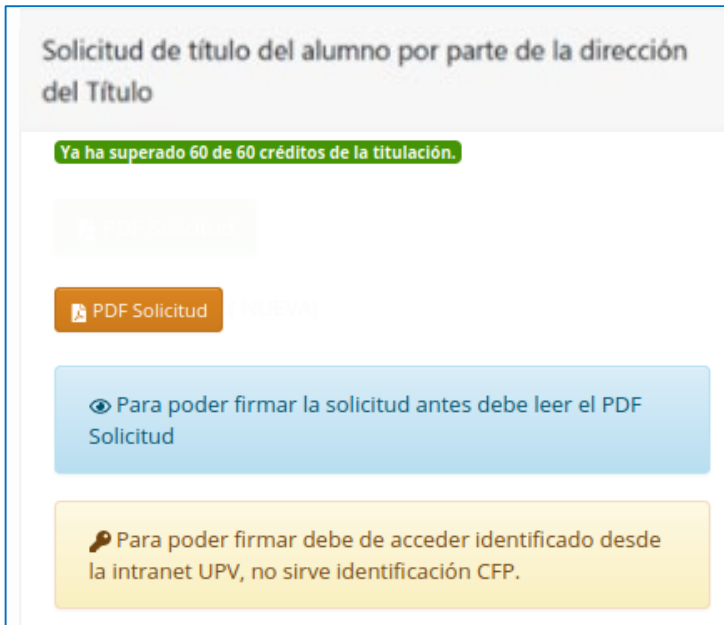 Solicitud de título del alumno por parte de la dirección
del Título
Ya ha superado 60 de 60 créditos de la titulación.
PDF Solicitud
Para poder firmar la solicitud antes debe leer el PDF
Solicitud
Para poder firmar debe de acceder identificado desde
la intranet UPV, no sirve identificación CFP.